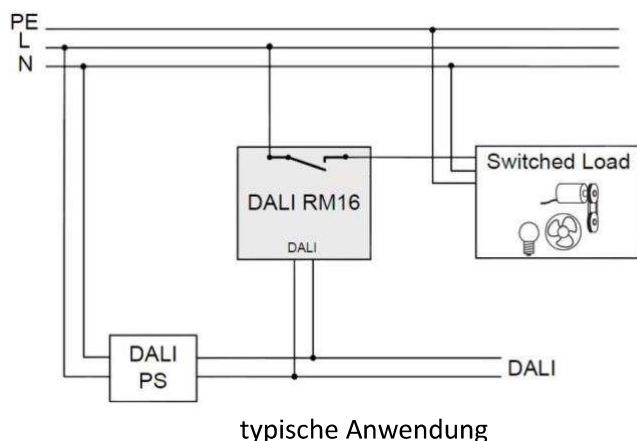 PE
L
N
Switched Load
DALI RM16
DALI
DALI
PS
DALI
typische Anwendung